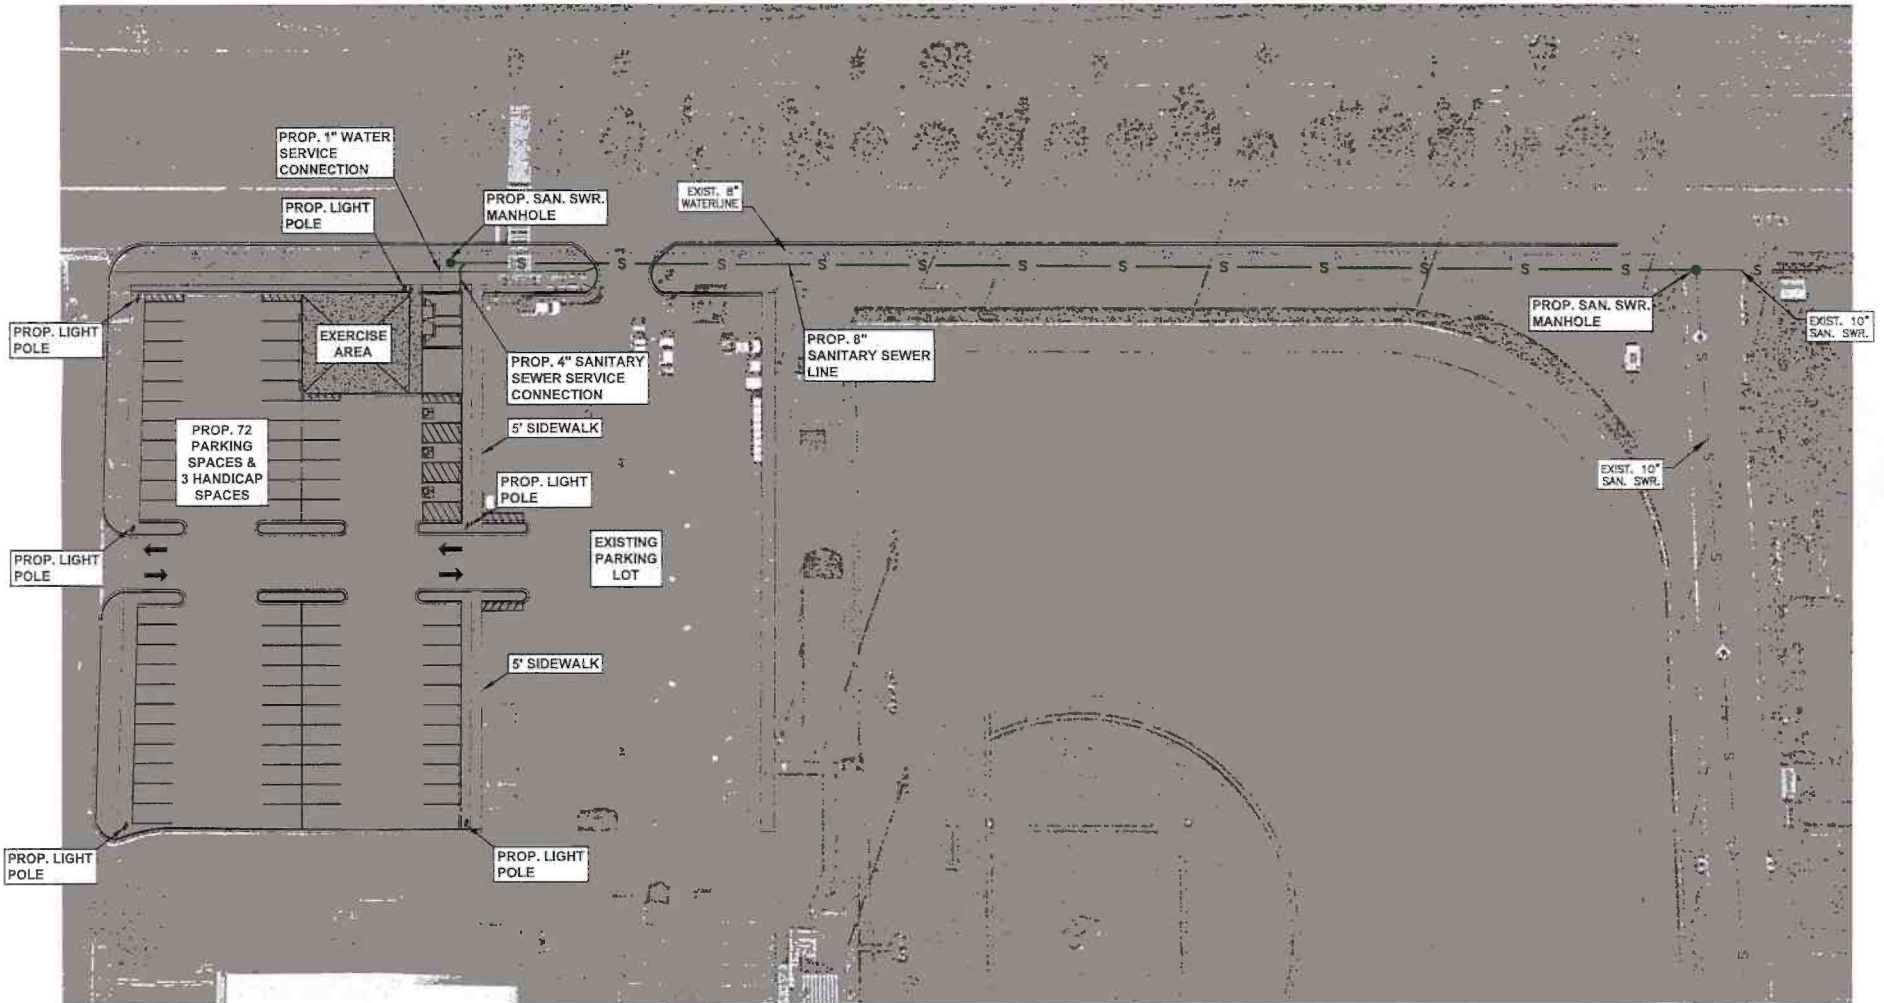 PROP. 1" WATER
SERVICE
CONNECTION
PROP. LIGHT
POLE
PROP. SAN. SWR.
MANHOLE
EXIST. 8"
WATERLINE
S S S S S S S S S S S S S
PROP. LIGHT
POLE
EXERCISE
AREA
PROP. 4" SANITARY
SEWER SERVICE
CONNECTION
PROP. 8"
SANITARY SEWER
LINE
PROP. SAN. SWR.
MANHOLE
EXIST. 10"
SAN. SWR.
PROP. 72
PARKING
SPACES &
3 HANDICAP
SPACES
5' SIDEWALK
PROP. LIGHT
POLE
EXIST. 10"
SAN. SWR.
PROP. LIGHT
POLE
EXISTING
PARKING
LOT
5' SIDEWALK
PROP. LIGHT
POLE
PROP. LIGHT
POLE